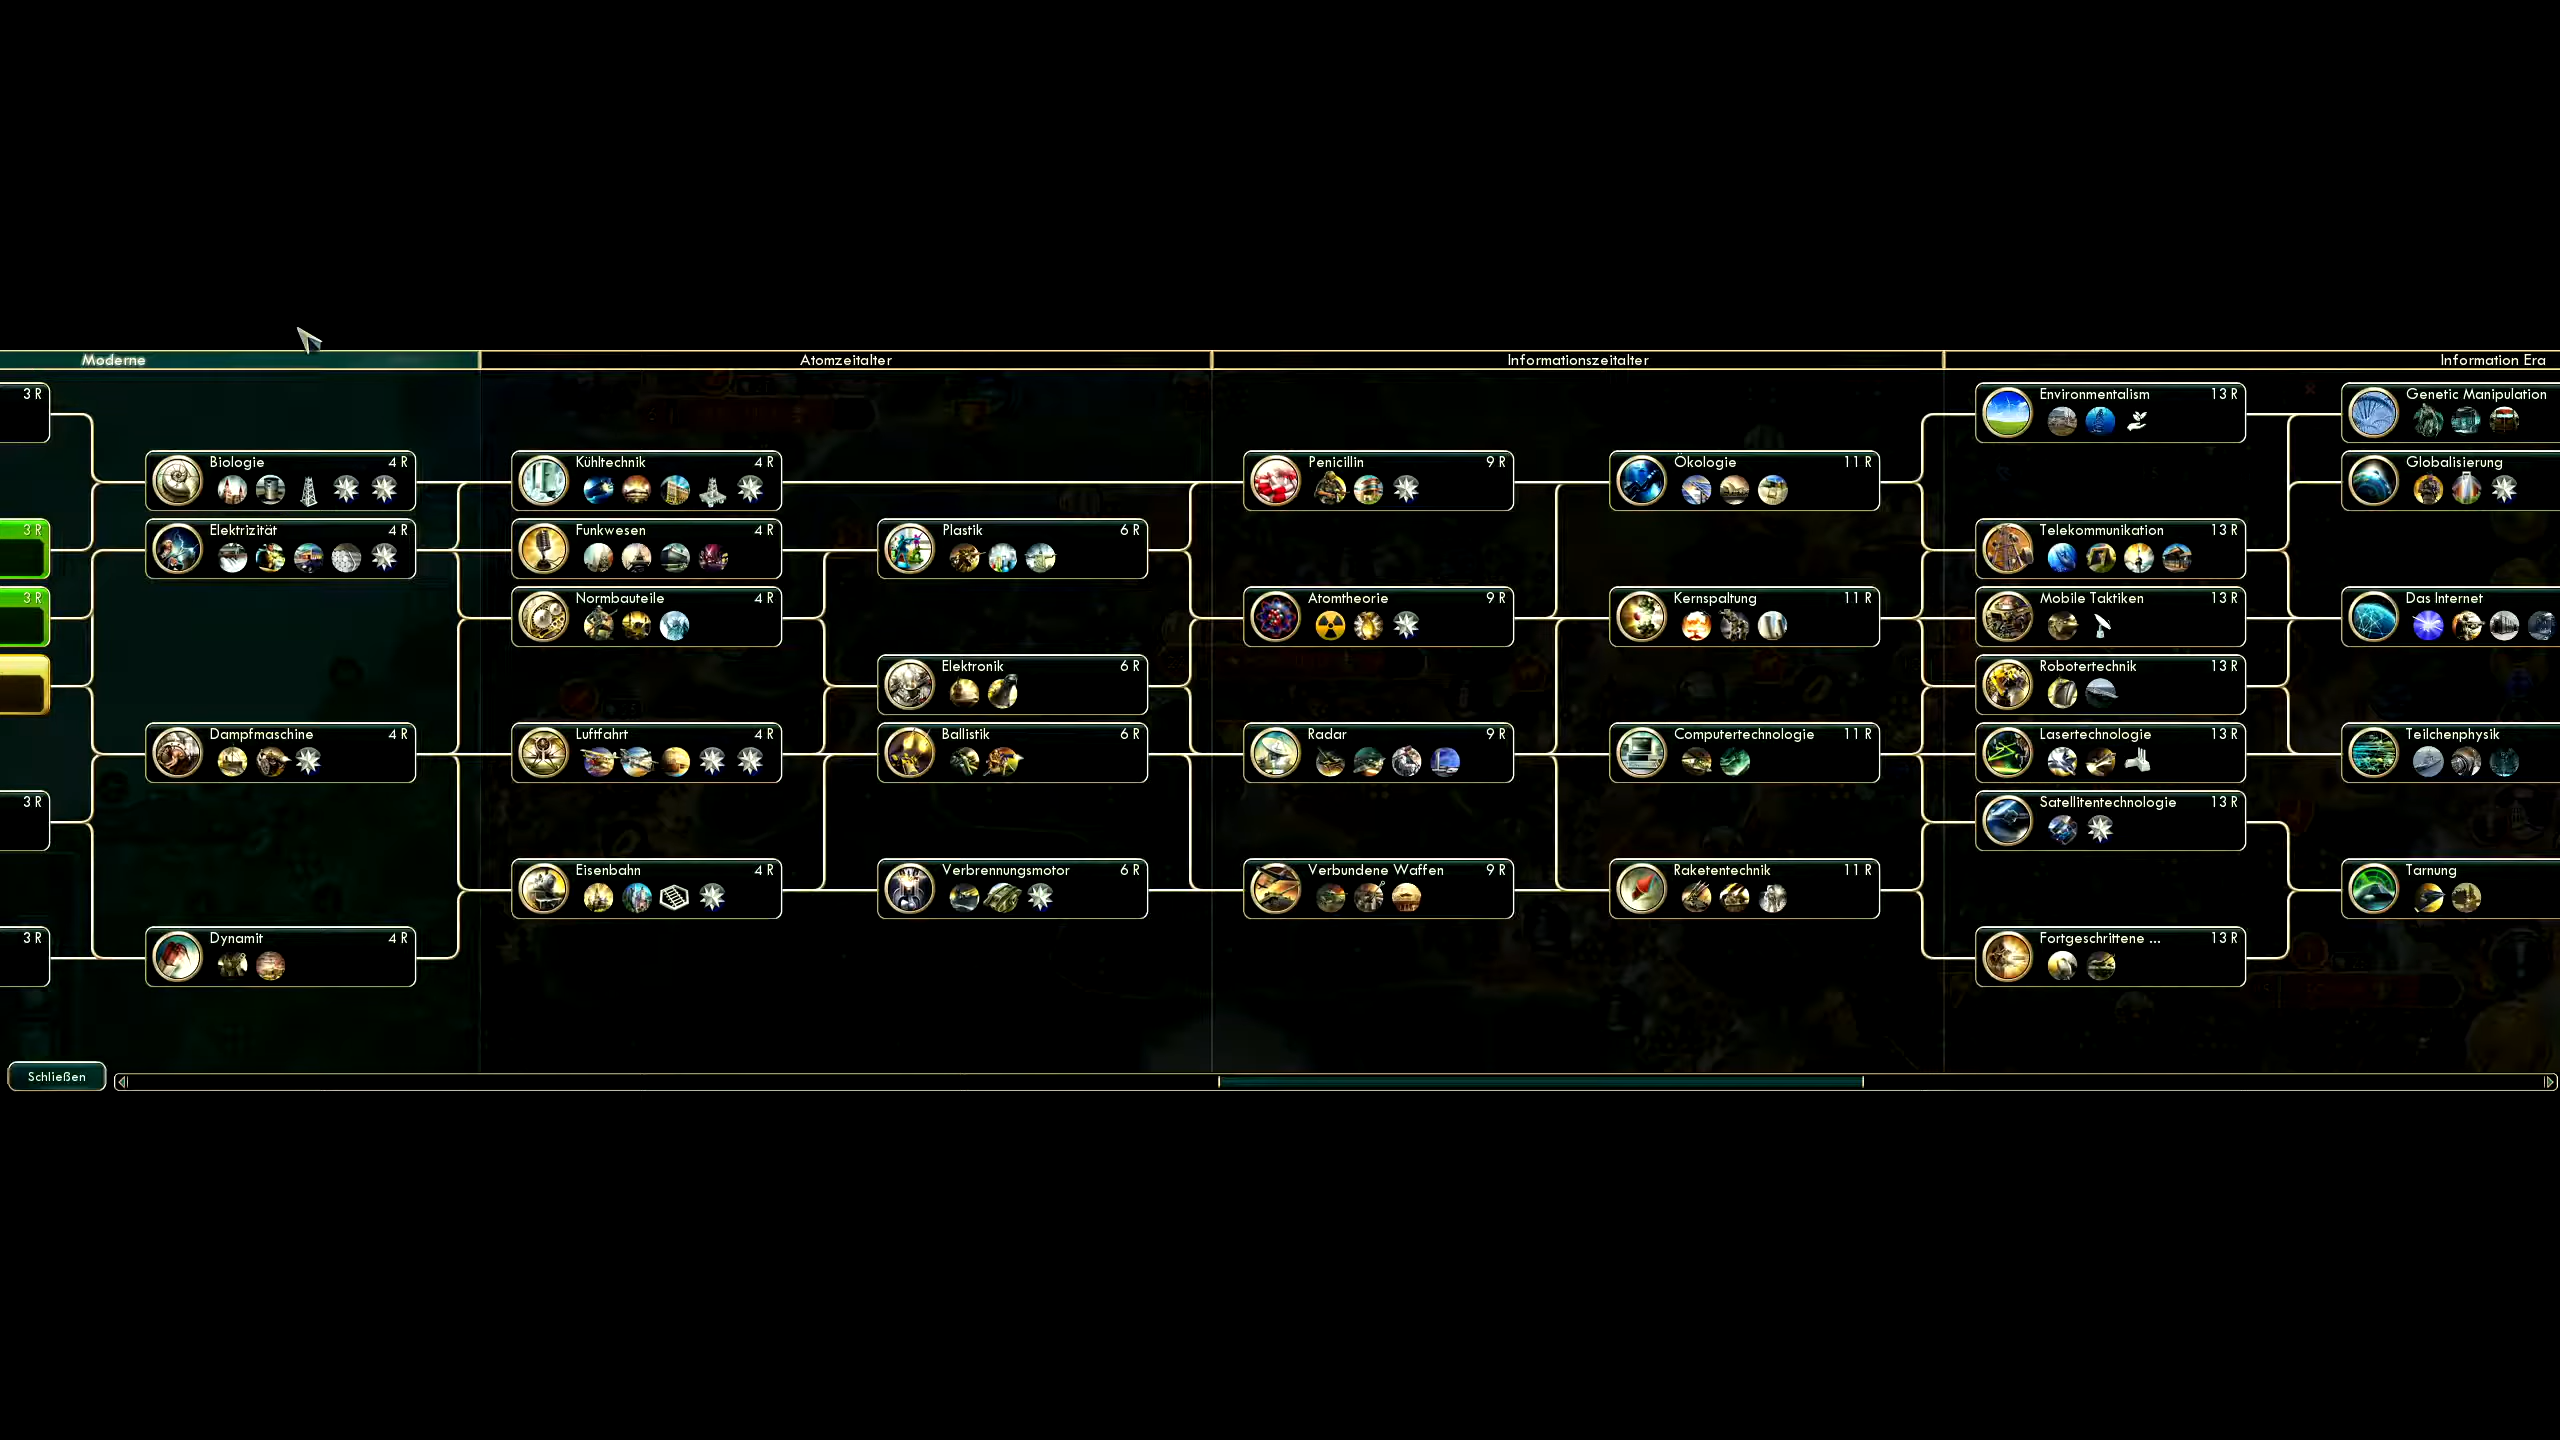 Moderne
Atomzeitalter
Informationszeitalter
Information Era
3 R
3 R
3 R
3 R
3 R
Biologie 4 R
Elektrizität 4 R
Dampfmaschine 4 R
Dynamit 4 R
Kühltechnik 4 R
Funkwesen 4 R
Normbauteile 4 R
Luftfahrt 4 R
Eisenbahn 4 R
Plastik 6 R
Elektronik 6 R
Ballistik 6 R
Verbrennungsmotor 6 R
Penicillin 9 R
Atomtheorie 9 R
Radar 9 R
Verbundene Waffen 9 R
Ökologie 11 R
Kernspaltung 11 R
Computertechnologie 11 R
Raketentechnik 11 R
Environmentalism 13 R
Telekommunikation 13 R
Mobile Taktiken 13 R
Robotertechnik 13 R
Lasertechnologie 13 R
Satellitentechnologie 13 R
Fortgeschrittene ... 13 R
Genetic Manipulation
Globalisierung
Das Internet
Teilchenphysik
Tarnung
Schließen